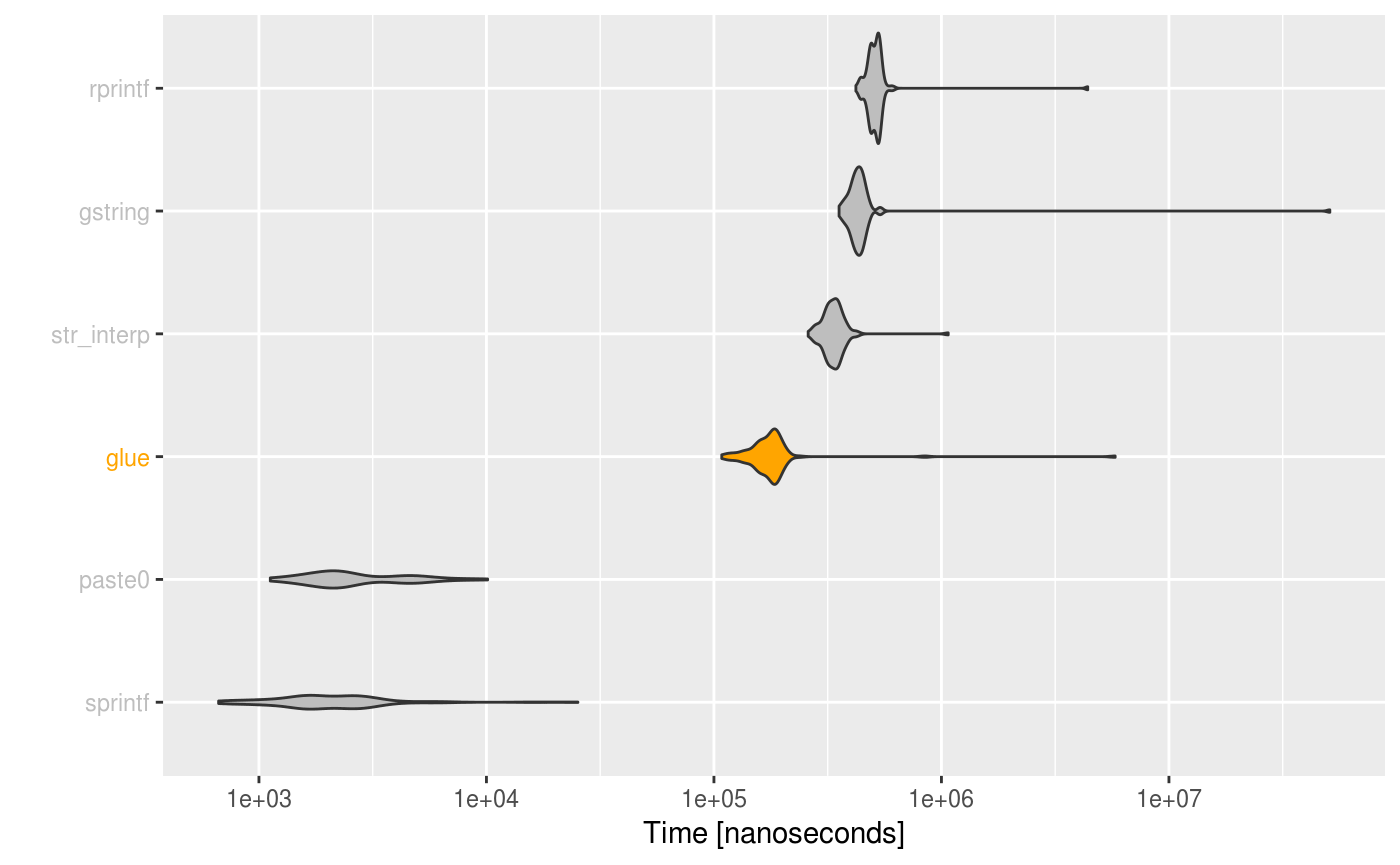 rprintf
gstring
str_interp
glue
paste0
sprintf
1e+03 1e+04 1e+05 1e+06 1e+07
Time [nanoseconds]